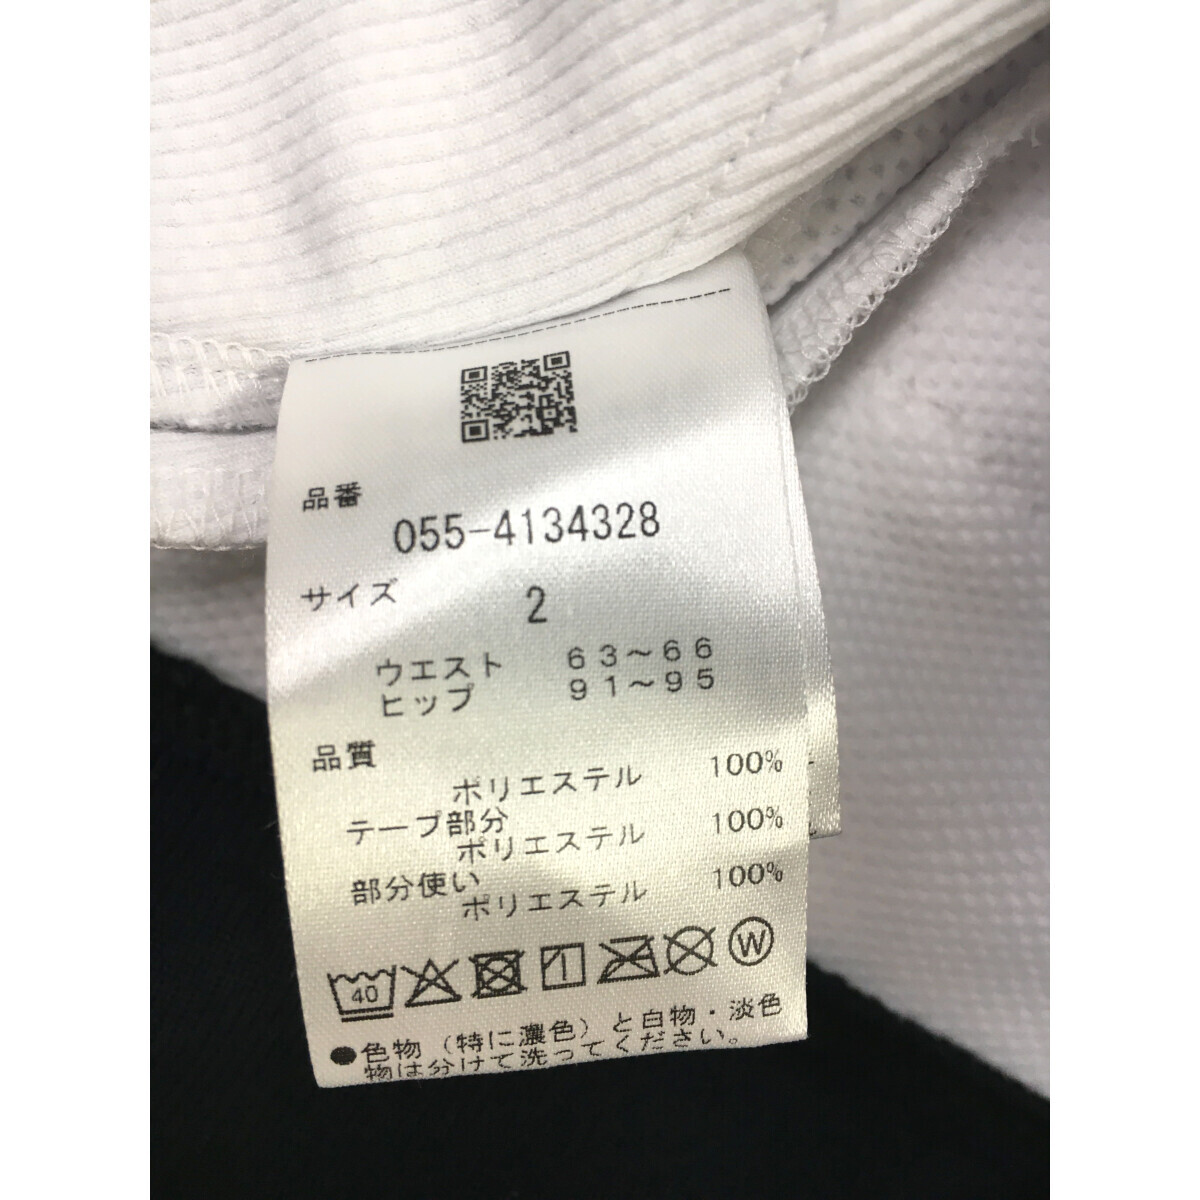 品番
055-4134328
サイズ 2
ウエスト 63～66
ヒップ 91～95
品質
ポリエステル 100%
テープ部分
ポリエステル 100%
部分使い
ポリエステル 100%
40 W
●色物（特に濃色）と白物・淡色
物は分けて洗ってください。